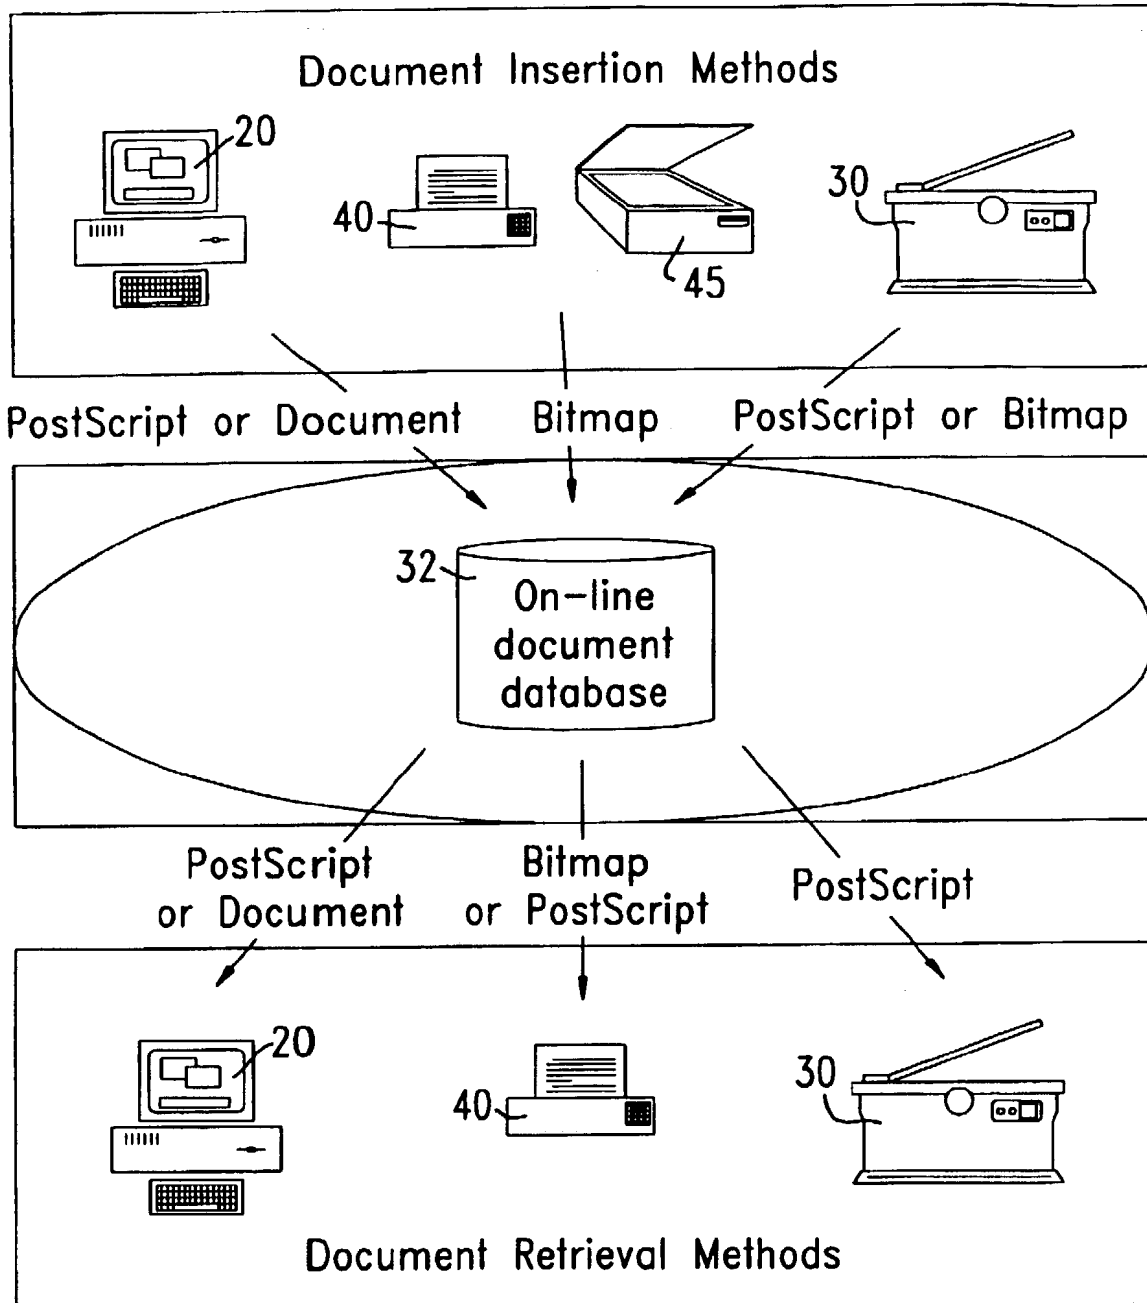 Document Insertion Methods
20
40
45
30
PostScript or Document
Bitmap
PostScript or Bitmap
32
On-line
document
database
PostScript
or Document
Bitmap
or PostScript
PostScript
20
40
30
Document Retrieval Methods